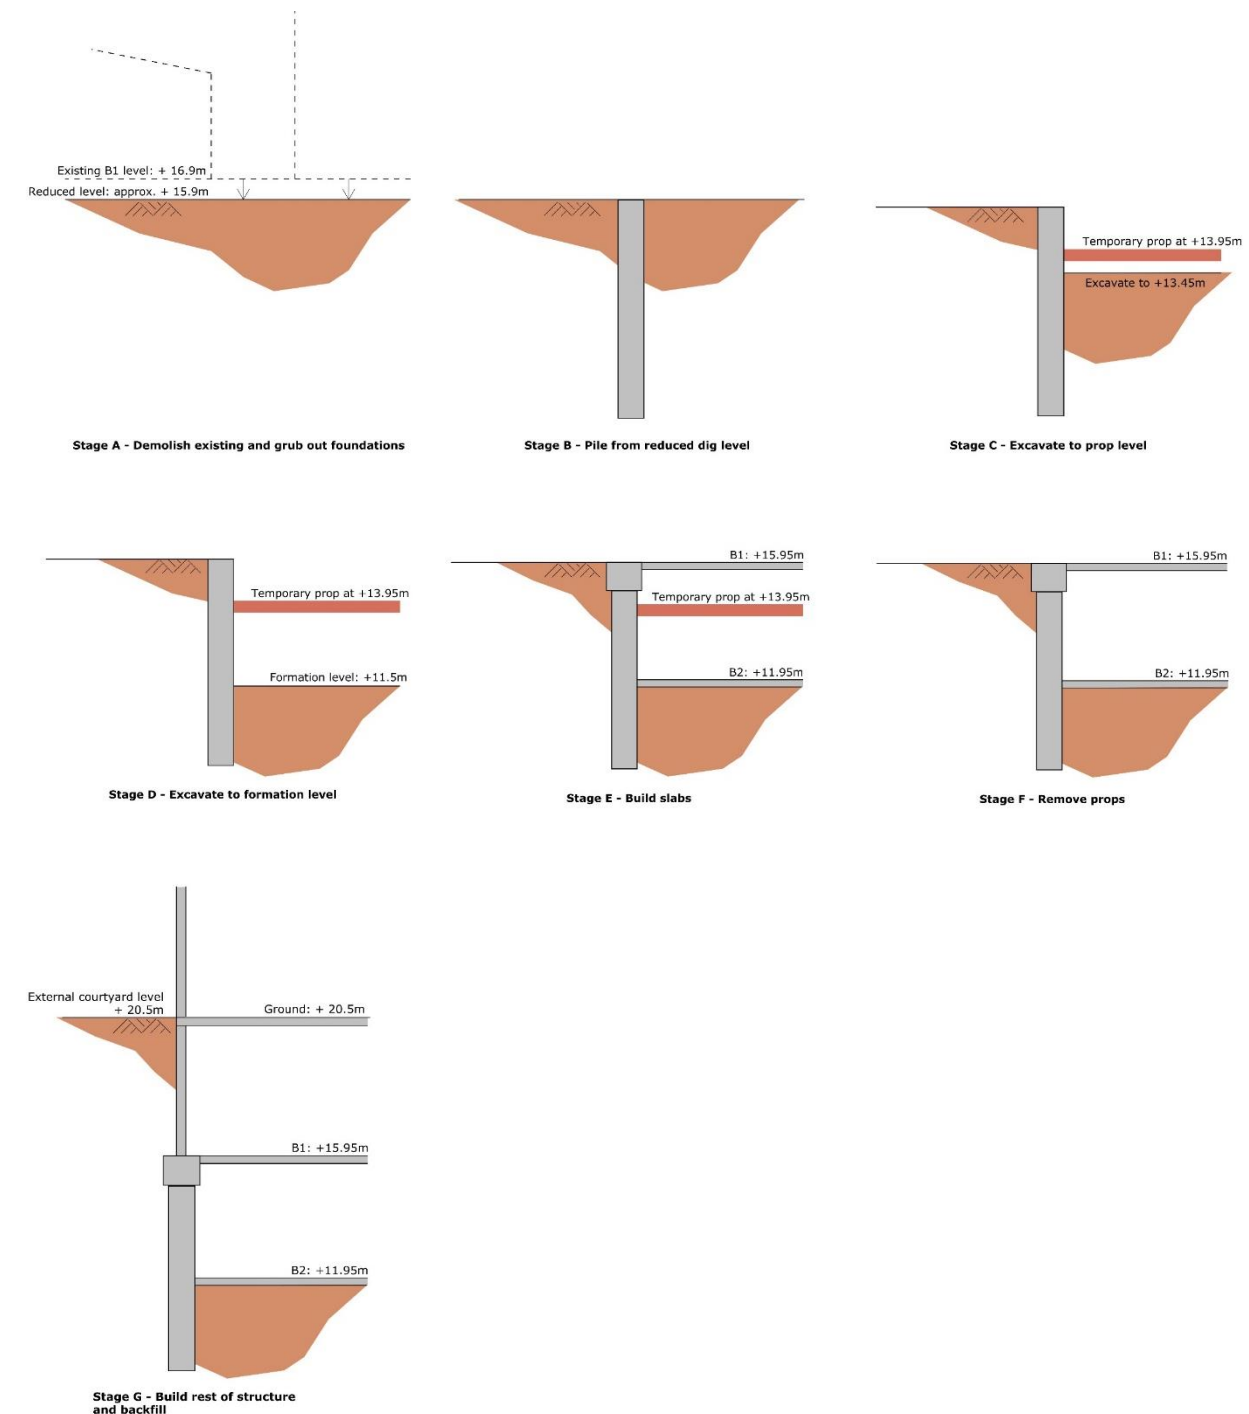 Existing B1 level: + 16.9m
Reduced level: approx. + 15.9m
Stage A - Demolish existing and grub out foundations
Stage B - Pile from reduced dig level
Temporary prop at +13.95m
Excavate to +13.45m
Stage C - Excavate to prop level
Temporary prop at +13.95m
Formation level: +11.5m
Stage D - Excavate to formation level
B1: +15.95m
Temporary prop at +13.95m
B2: +11.95m
Stage E - Build slabs
B1: +15.95m
B2: +11.95m
Stage F - Remove props
External courtyard level
+ 20.5m
Ground: + 20.5m
B1: +15.95m
B2: +11.95m
Stage G - Build rest of structure
and backfill